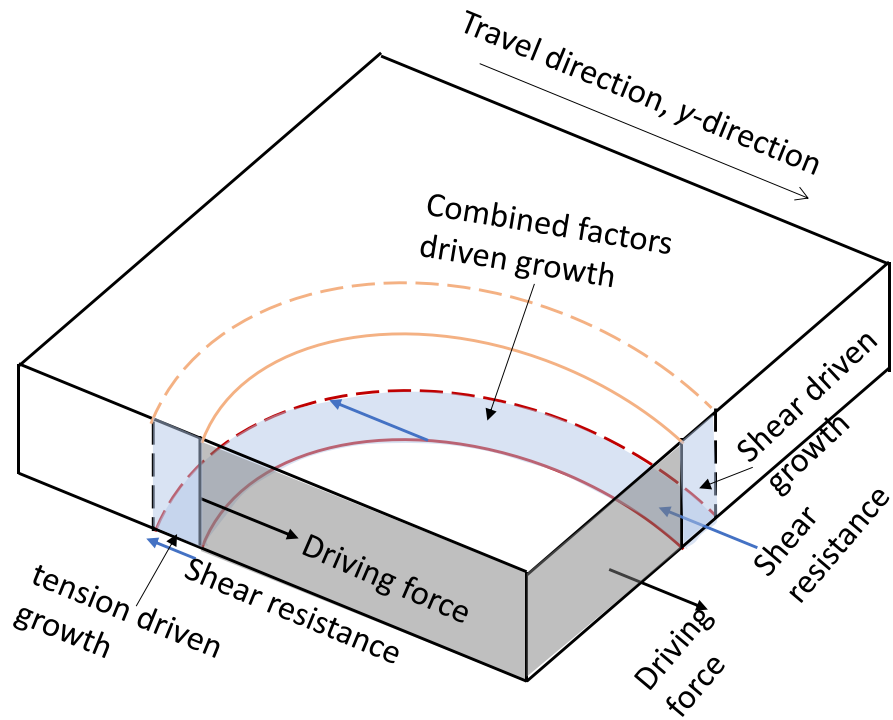 Travel direction, y-direction
Combined factors
driven growth
Shear driven
growth
Shear
resistance
Driving force
Driving
force
Shear resistance
tension driven
growth